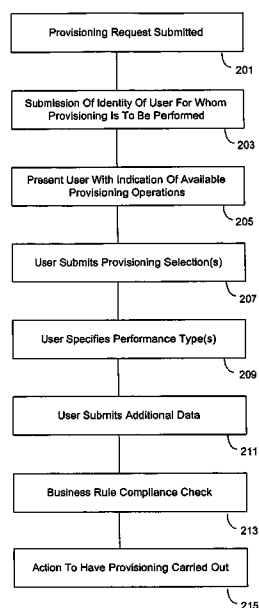 Provisioning Request Submitted
201
Submission Of Identity Of User For Whom
Provisioning Is To Be Performed
203
Present User With Indication Of Available
Provisioning Operations
205
User Submits Provisioning Selection(s)
207
User Specifies Performance Type(s)
209
User Submits Additional Data
211
Business Rule Compliance Check
213
Action To Have Provisioning Carried Out
215